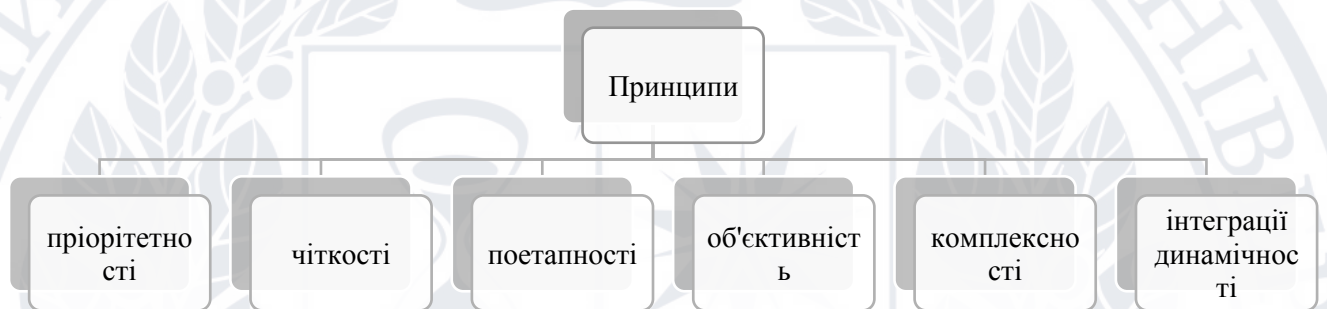 Принципи
пріорітетно
сті
чіткості
поетапності
об'єктивніст
ь
комплексно
сті
інтеграції
динамічнос
ті